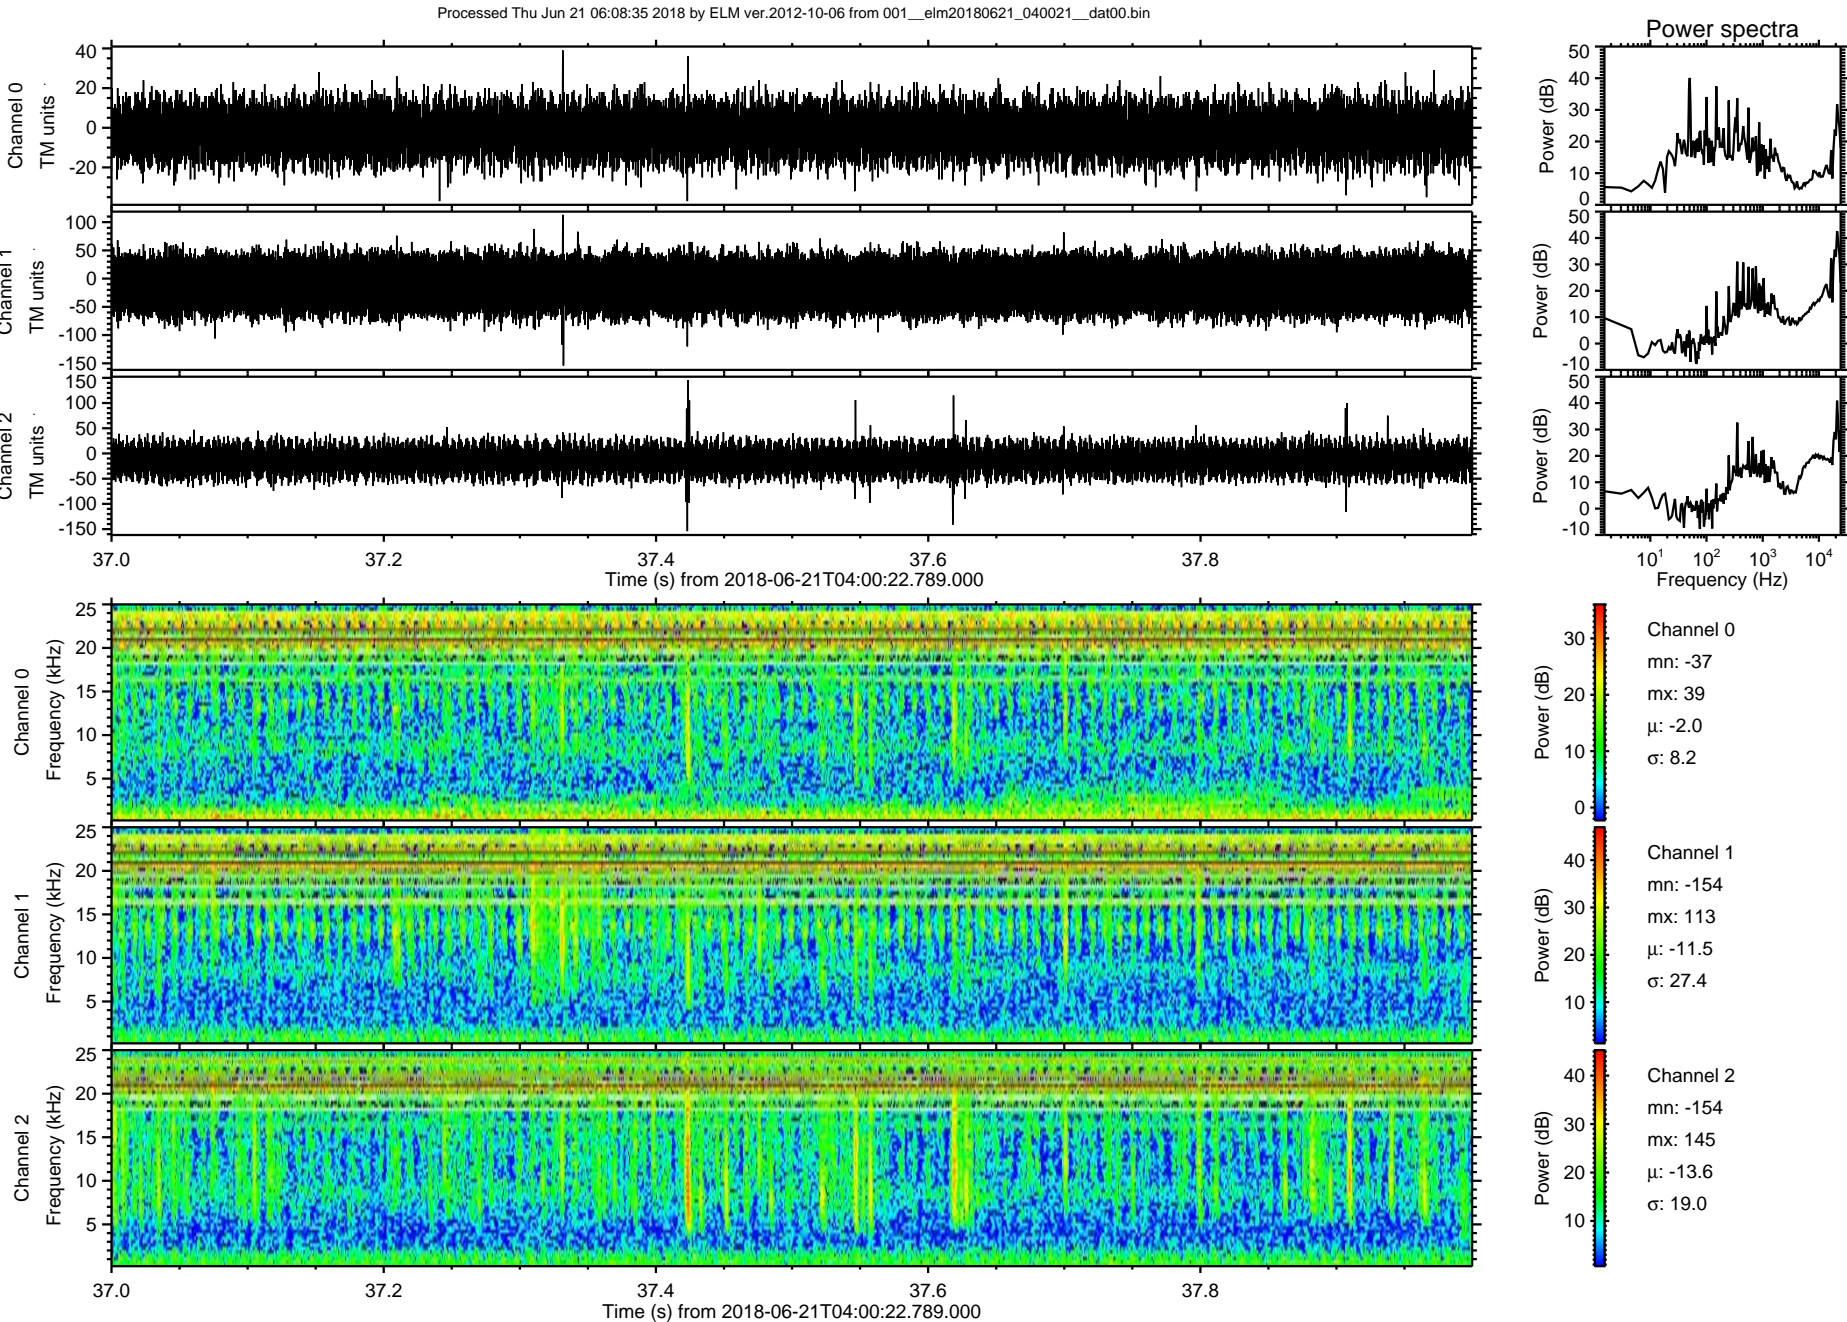 Processed Thu Jun 21 06:08:35 2018 by ELM ver.2012-10-06 from 001__elm20180621_040021__dat00.bin
Power spectra
Channel 0
TM units
40
20
0
-20
Power (dB)
50
40
30
20
10
0
Channel 1
TM units
100
50
0
-50
-100
-150
Power (dB)
50
40
30
20
10
0
-10
Channel 2
TM units
150
100
50
0
-50
-100
-150
Power (dB)
50
40
30
20
10
0
-10
37.0 37.2 37.4 37.6 37.8
Time (s) from 2018-06-21T04:00:22.789.000
10^1 10^2 10^3 10^4
Frequency (Hz)
Channel 0
Frequency (kHz)
25
20
15
10
5
Power (dB)
30
20
10
0
Channel 0
mn: -37
mx: 39
μ: -2.0
σ: 8.2
Channel 1
Frequency (kHz)
25
20
15
10
5
Power (dB)
40
30
20
10
Channel 1
mn: -154
mx: 113
μ: -11.5
σ: 27.4
Channel 2
Frequency (kHz)
25
20
15
10
5
Power (dB)
40
30
20
10
Channel 2
mn: -154
mx: 145
μ: -13.6
σ: 19.0
37.0 37.2 37.4 37.6 37.8
Time (s) from 2018-06-21T04:00:22.789.000